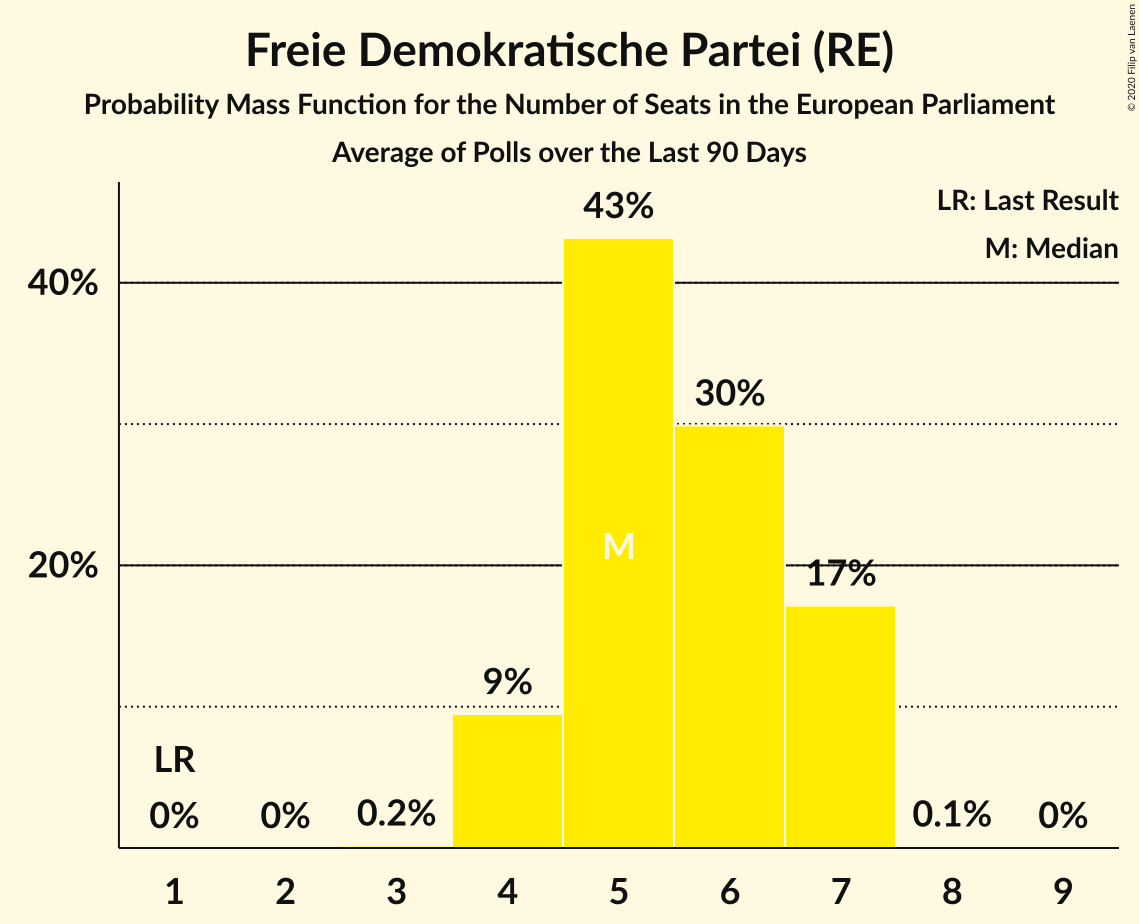 Freie Demokratische Partei (RE)
Probability Mass Function for the Number of Seats in the European Parliament
Average of Polls over the Last 90 Days
© 2020 Filip van Laenen
LR: Last Result
M: Median
43%
40%
30%
M
20%
17%
9%
LR
0%
0%
0.2%
0.1%
0%
1 2 3 4 5 6 7 8 9